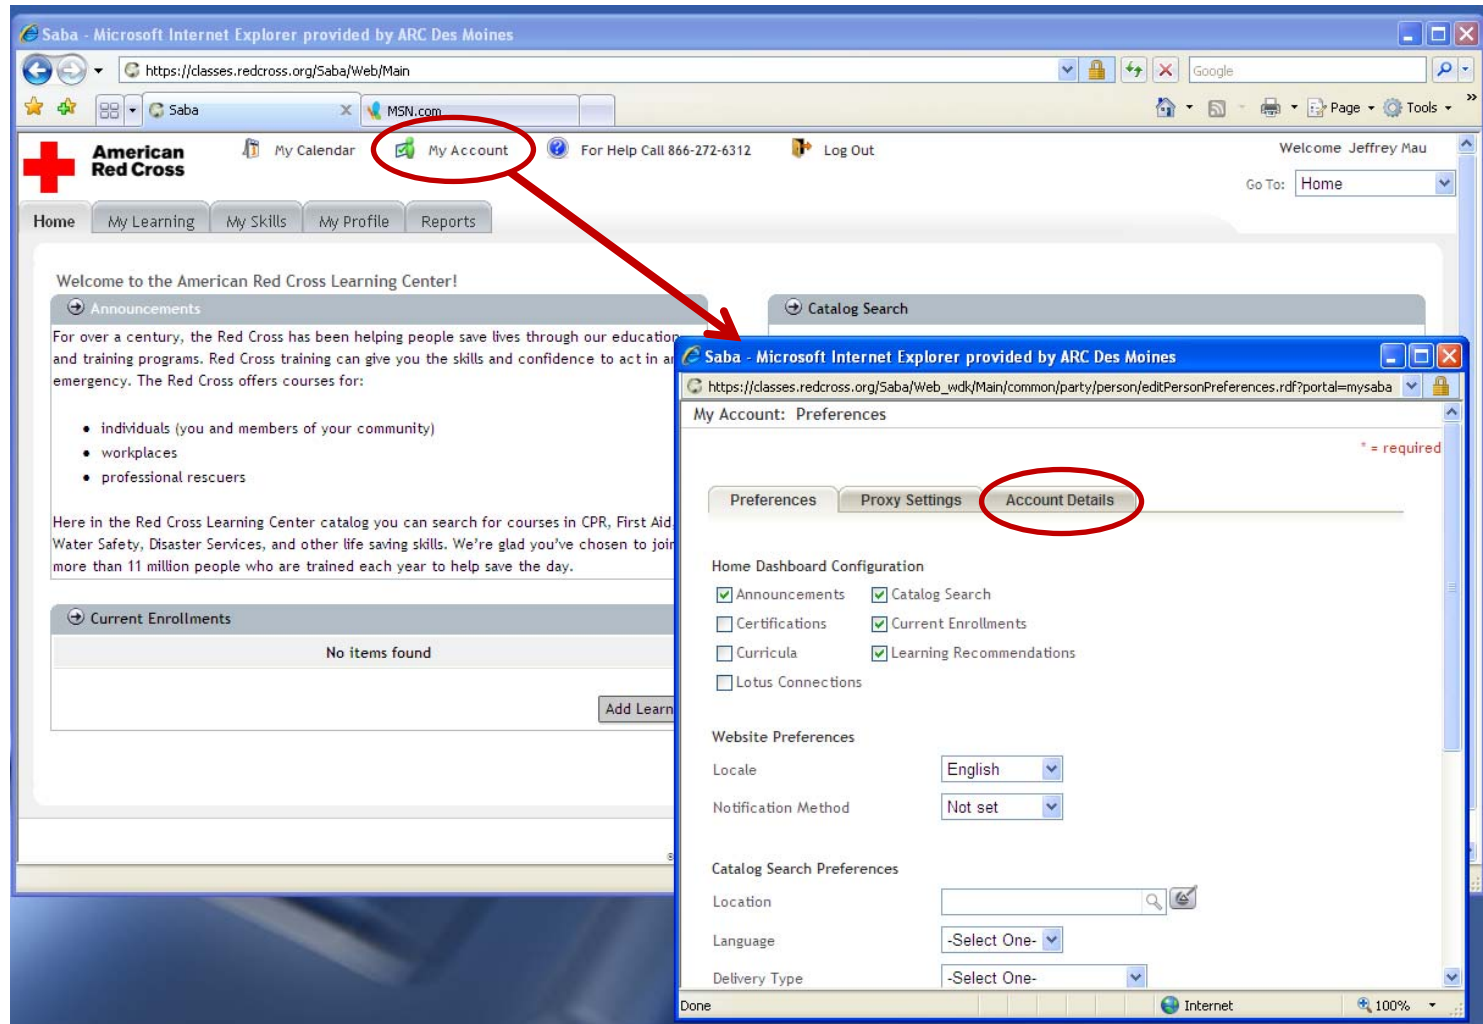 Saba - Microsoft Internet Explorer provided by ARC Des Moines
https://classes.redcross.org/Saba/Web/Main
Google
Saba
MSN.com
Page
Tools
American
Red Cross
My Calendar
My Account
For Help Call 866-272-6312
Log Out
Welcome Jeffrey Mau
Go To: Home
Home
My Learning
My Skills
My Profile
Reports
Welcome to the American Red Cross Learning Center!
Announcements
For over a century, the Red Cross has been helping people save lives through our education
and training programs. Red Cross training can give you the skills and confidence to act in an
emergency. The Red Cross offers courses for:
• individuals (you and members of your community)
• workplaces
• professional rescuers
Here in the Red Cross Learning Center catalog you can search for courses in CPR, First Aid,
Water Safety, Disaster Services, and other life saving skills. We're glad you've chosen to join
more than 11 million people who are trained each year to help save the day.
Current Enrollments
No items found
Add Learn
Catalog Search
Saba - Microsoft Internet Explorer provided by ARC Des Moines
https://classes.redcross.org/Saba/Web_wdk/Main/common/party/person/editPersonPreferences.rdf?portal=mysaba
My Account: Preferences
* = required
Preferences
Proxy Settings
Account Details
Home Dashboard Configuration
Announcements
Catalog Search
Certifications
Current Enrollments
Curricula
Learning Recommendations
Lotus Connections
Website Preferences
Locale
English
Notification Method
Not set
Catalog Search Preferences
Location
Language
-Select One-
Delivery Type
-Select One-
Done
Internet
100%